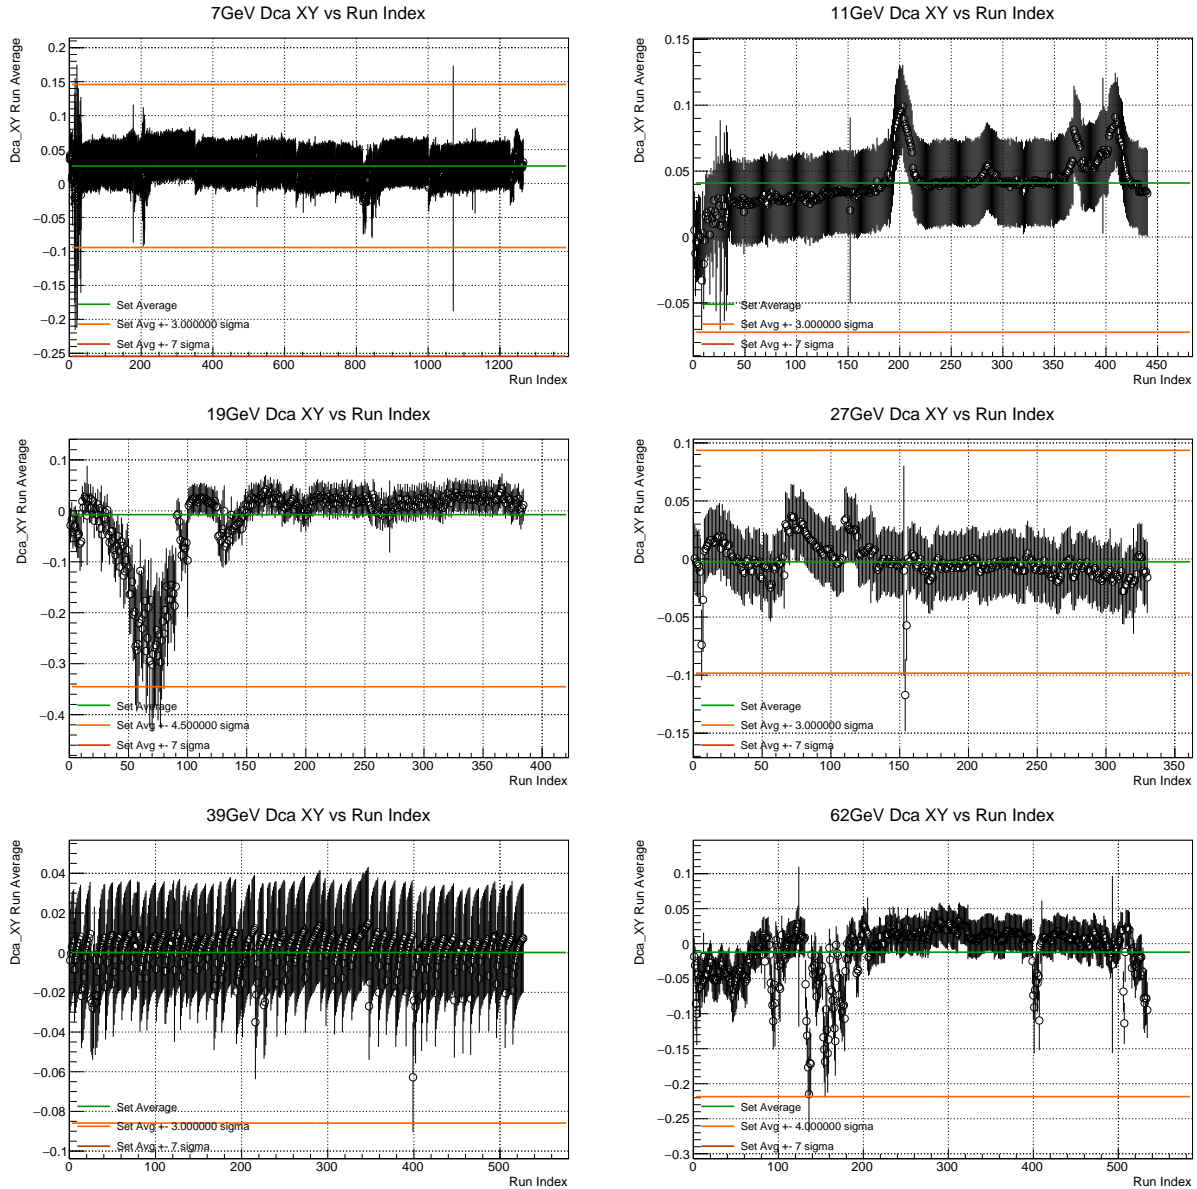 7GeV Dca XY vs Run Index
Dca_XY Run Average
0.2
0.15
0.1
0.05
0
−0.05
−0.1
−0.15
−0.2
−0.25
Set Average
Set Avg +- 3.000000 sigma
Set Avg +- 7 sigma
0 200 400 600 800 1000 1200
Run Index
11GeV Dca XY vs Run Index
Dca_XY Run Average
0.15
0.1
0.05
0
−0.05
Set Average
Set Avg +- 3.000000 sigma
Set Avg +- 7 sigma
0 50 100 150 200 250 300 350 400 450
Run Index
19GeV Dca XY vs Run Index
Dca_XY Run Average
0.1
0
−0.1
−0.2
−0.3
−0.4
Set Average
Set Avg +- 4.500000 sigma
Set Avg +- 7 sigma
0 50 100 150 200 250 300 350 400
Run Index
27GeV Dca XY vs Run Index
Dca_XY Run Average
0.1
0.05
0
−0.05
−0.1
−0.15
Set Average
Set Avg +- 3.000000 sigma
Set Avg +- 7 sigma
0 50 100 150 200 250 300 350
Run Index
39GeV Dca XY vs Run Index
Dca_XY Run Average
0.04
0.02
0
−0.02
−0.04
−0.06
−0.08
−0.1
Set Average
Set Avg +- 3.000000 sigma
Set Avg +- 7 sigma
0 100 200 300 400 500
Run Index
62GeV Dca XY vs Run Index
Dca_XY Run Average
0.1
0.05
0
−0.05
−0.1
−0.15
−0.2
−0.25
−0.3
Set Average
Set Avg +- 4.000000 sigma
Set Avg +- 7 sigma
0 100 200 300 400 500
Run Index